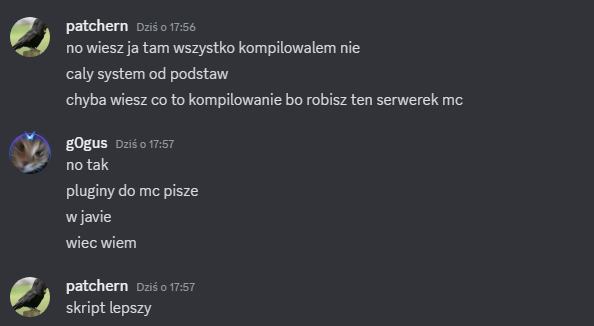 patchern Dziś o 17:56
no wiesz ja tam wszystko kompilowalem nie
caly system od podstaw
chyba wiesz co to kompilowanie bo robisz ten serwerek mc
g0gus Dziś o 17:57
no tak
pluginy do mc pisze
w javie
wiec wiem
patchern Dziś o 17:57
skript lepszy